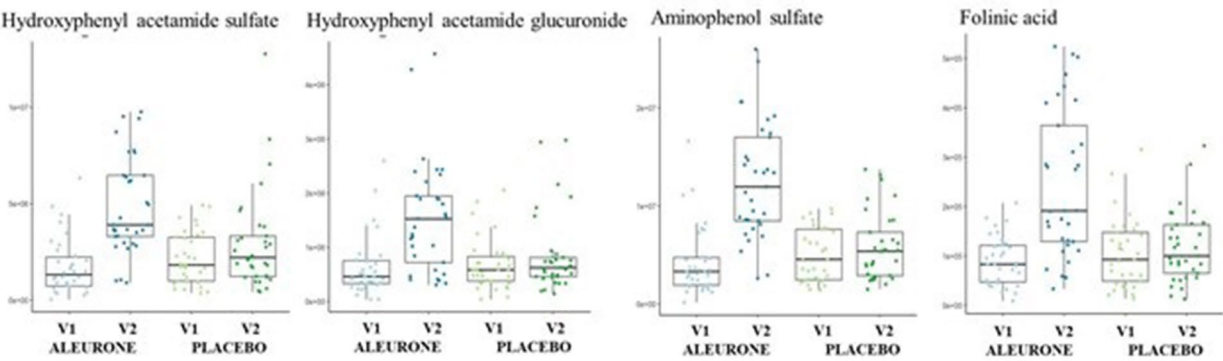 Hydroxyphenyl acetamide sulfate
Hydroxyphenyl acetamide glucuronide
Aminophenol sulfate
Folinic acid
V1 V2 V1 V2
ALEURONE PLACEBO
V1 V2 V1 V2
ALEURONE PLACEBO
V1 V2 V1 V2
ALEURONE PLACEBO
V1 V2 V1 V2
ALEURONE PLACEBO